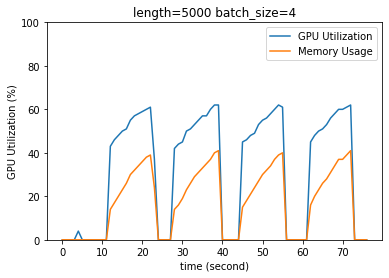 length=5000 batch_size=4
GPU Utilization
Memory Usage
GPU Utilization (%)
100
80
60
40
20
0
0 10 20 30 40 50 60 70
time (second)